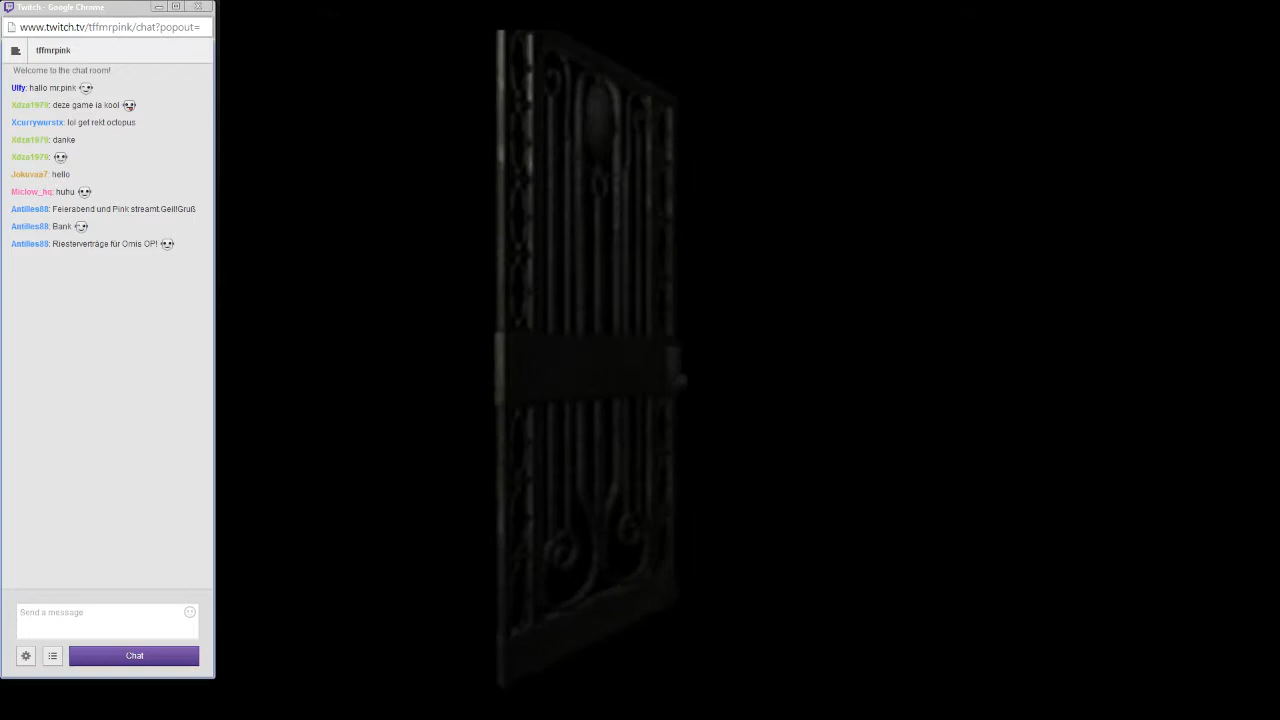 Twitch - Google Chrome
www.twitch.tv/tffmrpink/chat?popout=
tffmrpink
Welcome to the chat room!
Ulfy: hallo mr.pink
Xdza1979: deze game ia kool
Xcurrywurstx: lol get rekt octopus
Xdza1979: danke
Xdza1979:
Jokuvaa7: hello
Miclow_hq: huhu
Antilles88: Feierabend und Pink streamt.Geil!Gruß
Antilles88: Bank
Antilles88: Riesterverträge für Omis OP!
Send a message
Chat